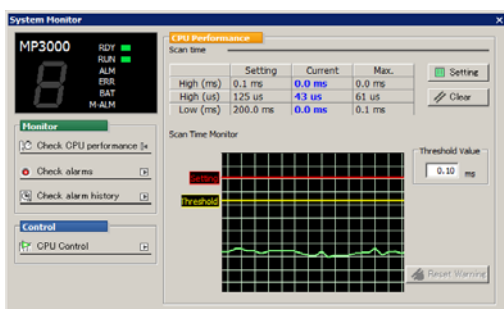 System Monitor
MP3000
RDY
RUN
ALM
ERR
BAT
M-ALM
Monitor
Check CPU performance
Check alarms
Check alarm history
Control
CPU Control
CPU Performance
Scan time
Setting Current Max.
High (ms) 0.1 ms 0.0 ms 0.0 ms
High (us) 125 us 43 us 61 us
Low (ms) 200.0 ms 0.0 ms 0.1 ms
Setting
Clear
Scan Time Monitor
Setting
Threshold
Threshold Value
0.10 ms
Reset Warning